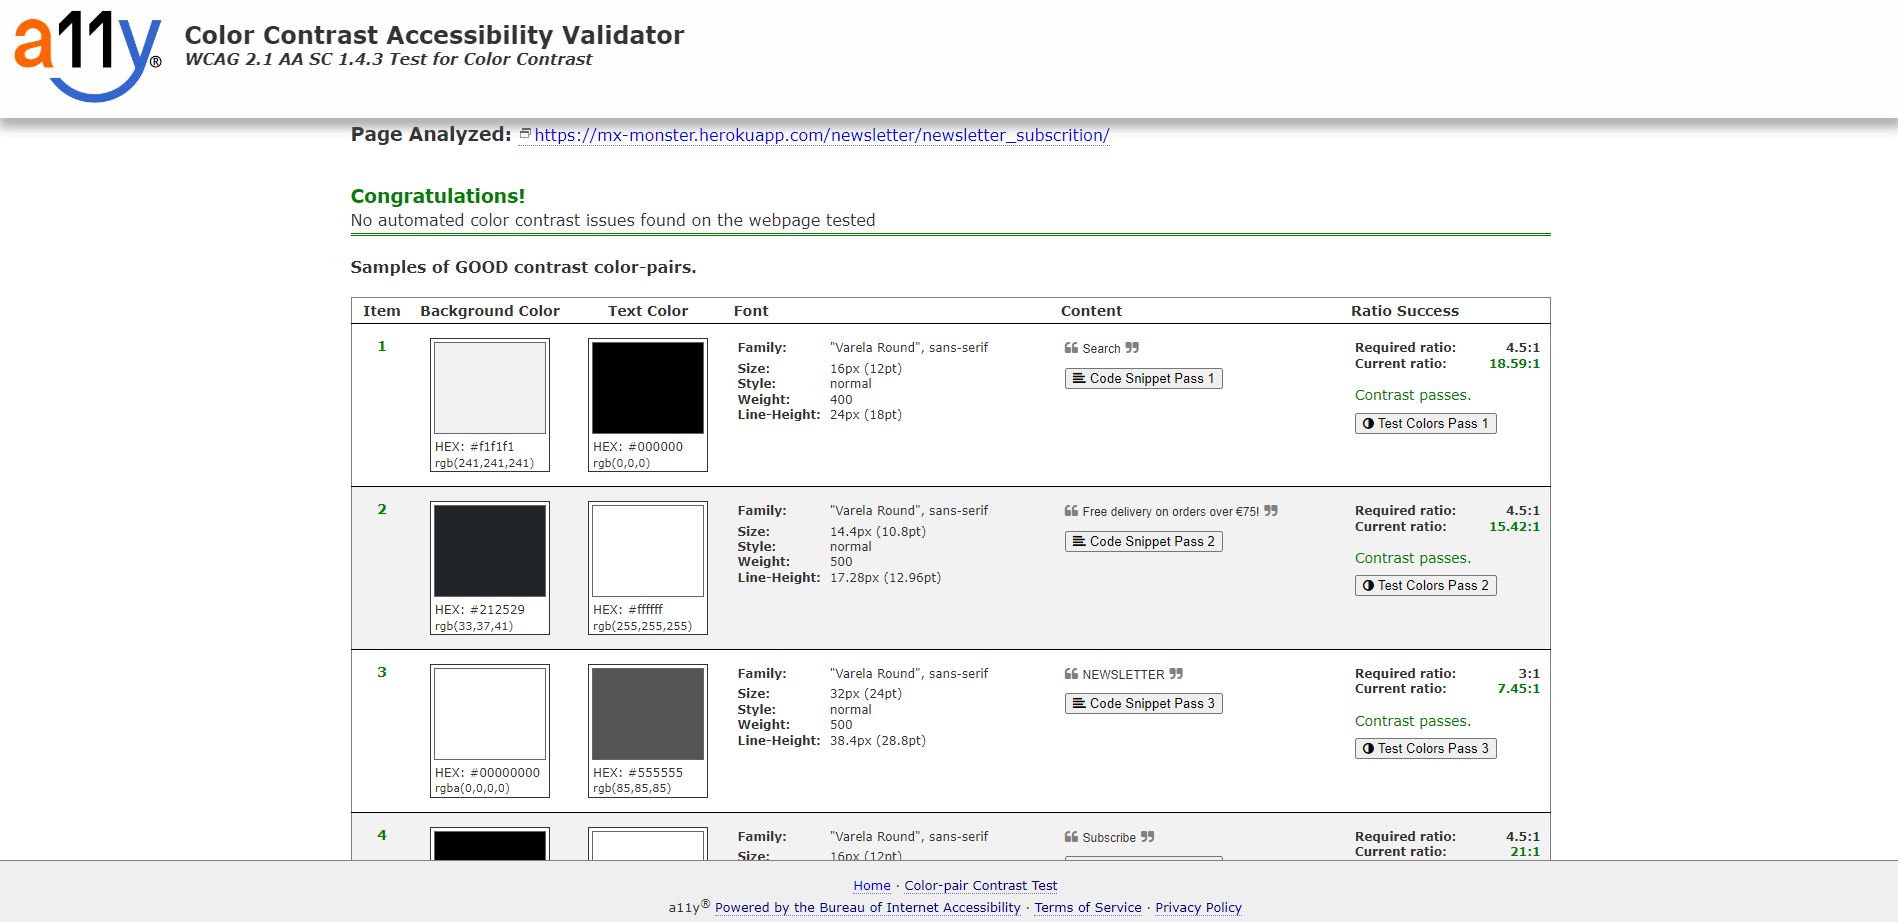 a11y®
Color Contrast Accessibility Validator
WCAG 2.1 AA SC 1.4.3 Test for Color Contrast
Page Analyzed: https://mx-monster.herokuapp.com/newsletter/newsletter_subscrition/
Congratulations!
No automated color contrast issues found on the webpage tested
Samples of GOOD contrast color-pairs.
Item Background Color Text Color Font Content Ratio Success
1
HEX: #f1f1f1
rgb(241,241,241)
HEX: #000000
rgb(0,0,0)
Family: "Varela Round", sans-serif
Size: 16px (12pt)
Style: normal
Weight: 400
Line-Height: 24px (18pt)
❝ Search ❞
Code Snippet Pass 1
Required ratio: 4.5:1
Current ratio: 18.59:1
Contrast passes.
Test Colors Pass 1
2
HEX: #212529
rgb(33,37,41)
HEX: #ffffff
rgb(255,255,255)
Family: "Varela Round", sans-serif
Size: 14.4px (10.8pt)
Style: normal
Weight: 500
Line-Height: 17.28px (12.96pt)
❝ Free delivery on orders over €75! ❞
Code Snippet Pass 2
Required ratio: 4.5:1
Current ratio: 15.42:1
Contrast passes.
Test Colors Pass 2
3
HEX: #00000000
rgba(0,0,0,0)
HEX: #555555
rgb(85,85,85)
Family: "Varela Round", sans-serif
Size: 32px (24pt)
Style: normal
Weight: 500
Line-Height: 38.4px (28.8pt)
❝ NEWSLETTER ❞
Code Snippet Pass 3
Required ratio: 3:1
Current ratio: 7.45:1
Contrast passes.
Test Colors Pass 3
4
Family: "Varela Round", sans-serif
Size: 16px (12pt)
❝ Subscribe ❞
Required ratio: 4.5:1
Current ratio: 21:1
Home · Color-pair Contrast Test
a11y® Powered by the Bureau of Internet Accessibility · Terms of Service · Privacy Policy